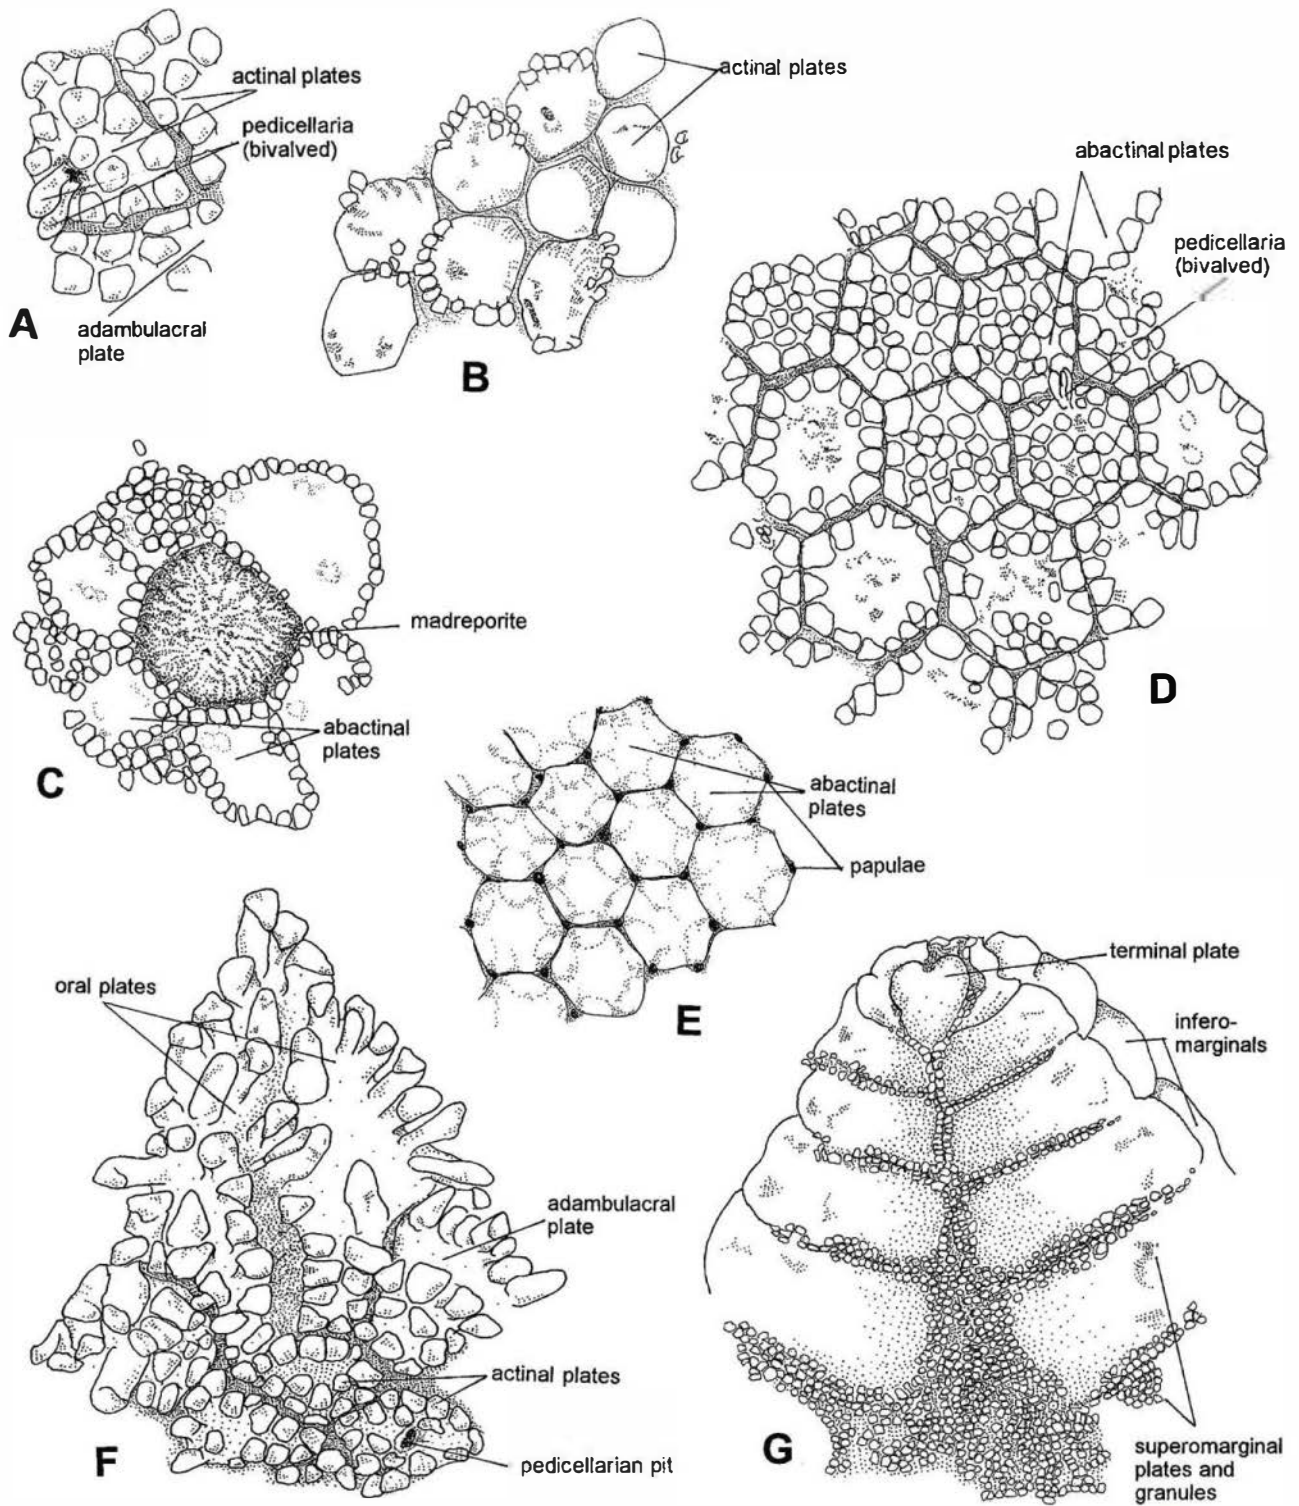 actinal plates
pedicellaria
(bivalved)
A
adambulacral
plate
actinal plates
B
abactinal plates
pedicellaria
(bivalved)
D
madreporite
abactinal
plates
C
abactinal
plates
papulae
E
oral plates
adambulacral
plate
actinal plates
pedicellarian pit
F
terminal plate
infero-
marginals
G
superomarginal
plates and
granules